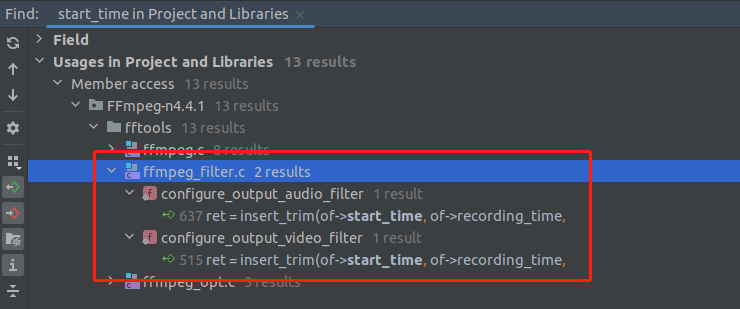 Find: start_time in Project and Libraries
Field
Usages in Project and Libraries 13 results
Member access 13 results
FFmpeg-n4.4.1 13 results
fftools 13 results
ffmpeg.c 8 results
ffmpeg_filter.c 2 results
configure_output_audio_filter 1 result
637 ret = insert_trim(of->start_time, of->recording_time,
configure_output_video_filter 1 result
515 ret = insert_trim(of->start_time, of->recording_time,
ffmpeg_opt.c 3 results